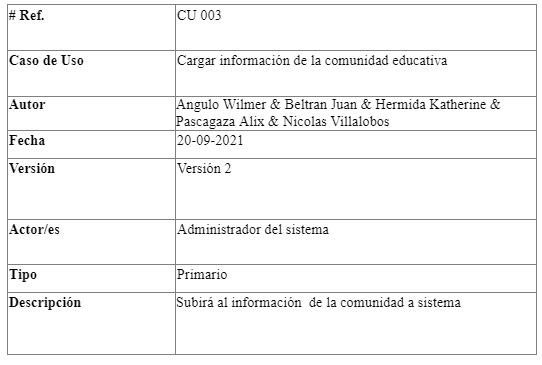 # Ref. CU 003
Caso de Uso Cargar información de la comunidad educativa
Autor Angulo Wilmer & Beltran Juan & Hermida Katherine &
Pascagaza Alix & Nicolas Villalobos
Fecha 20-09-2021
Versión Versión 2
Actor/es Administrador del sistema
Tipo Primario
Descripción Subirá al información de la comunidad a sistema